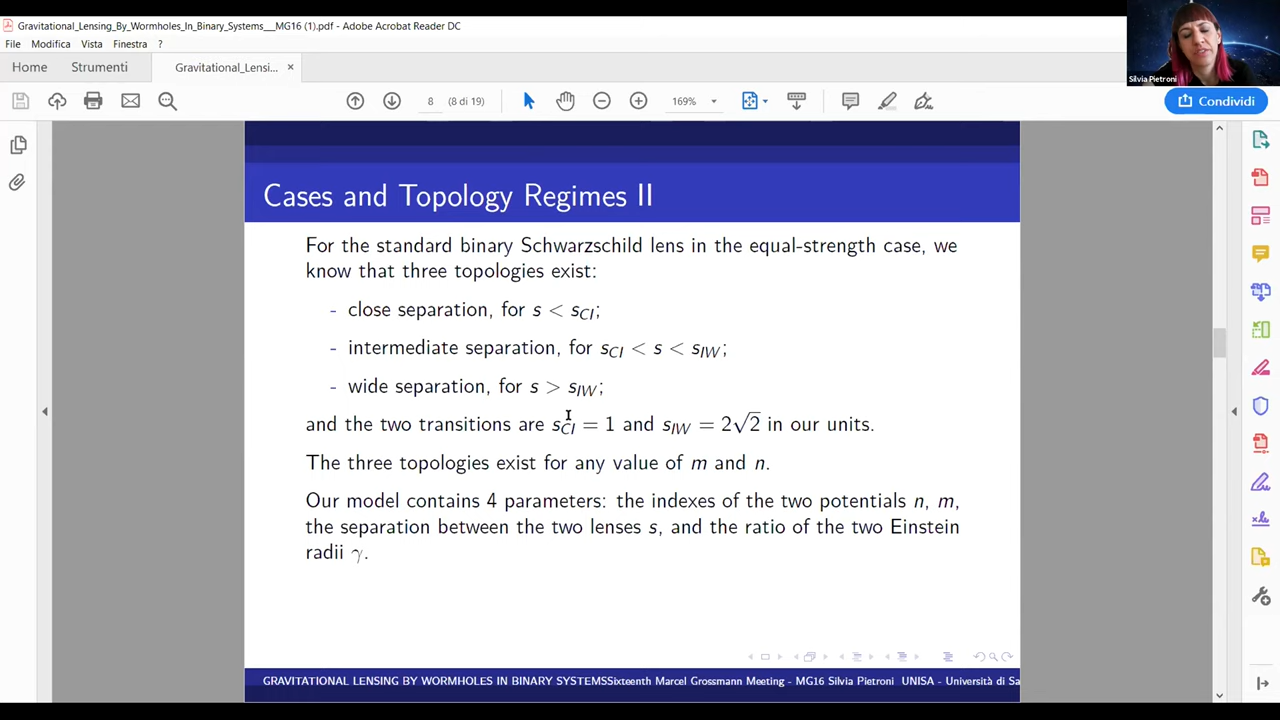 Gravitational_Lensing_By_Wormholes_In_Binary_Systems__MG16 (1).pdf - Adobe Acrobat Reader DC
File Modifica Vista Finestra ?
Home Strumenti Gravitational_Lensi... ×
8 (8 di 19) 169%
Condividi
Silvia Pietroni
Cases and Topology Regimes II
For the standard binary Schwarzschild lens in the equal-strength case, we
know that three topologies exist:
- close separation, for s < s_CI;
- intermediate separation, for s_CI < s < s_IW;
- wide separation, for s > s_IW;
and the two transitions are s_CI = 1 and s_IW = 2√2 in our units.
The three topologies exist for any value of m and n.
Our model contains 4 parameters: the indexes of the two potentials n, m,
the separation between the two lenses s, and the ratio of the two Einstein
radii γ.
GRAVITATIONAL LENSING BY WORMHOLES IN BINARY SYSTEMSSixteenth Marcel Grossmann Meeting - MG16 Silvia Pietroni UNISA - Università di Sa